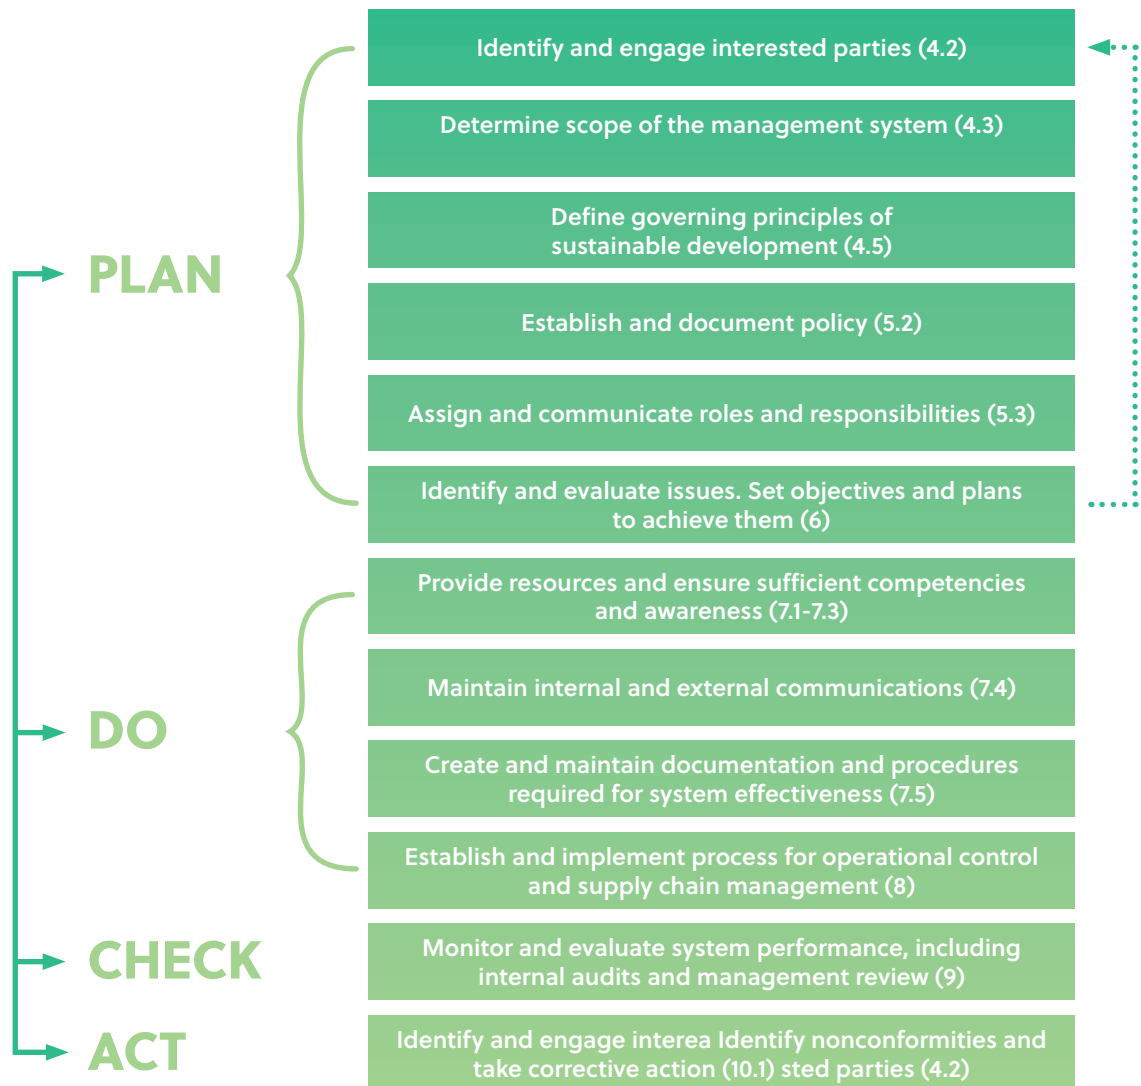 Identify and engage interested parties (4.2)
Determine scope of the management system (4.3)
Define governing principles of
sustainable development (4.5)
PLAN
Establish and document policy (5.2)
Assign and communicate roles and responsibilities (5.3)
Identify and evaluate issues. Set objectives and plans
to achieve them (6)
Provide resources and ensure sufficient competencies
and awareness (7.1-7.3)
Maintain internal and external communications (7.4)
DO
Create and maintain documentation and procedures
required for system effectiveness (7.5)
Establish and implement process for operational control
and supply chain management (8)
CHECK
Monitor and evaluate system performance, including
internal audits and management review (9)
ACT
Identify and engage interea Identify nonconformities and
take corrective action (10.1) sted parties (4.2)